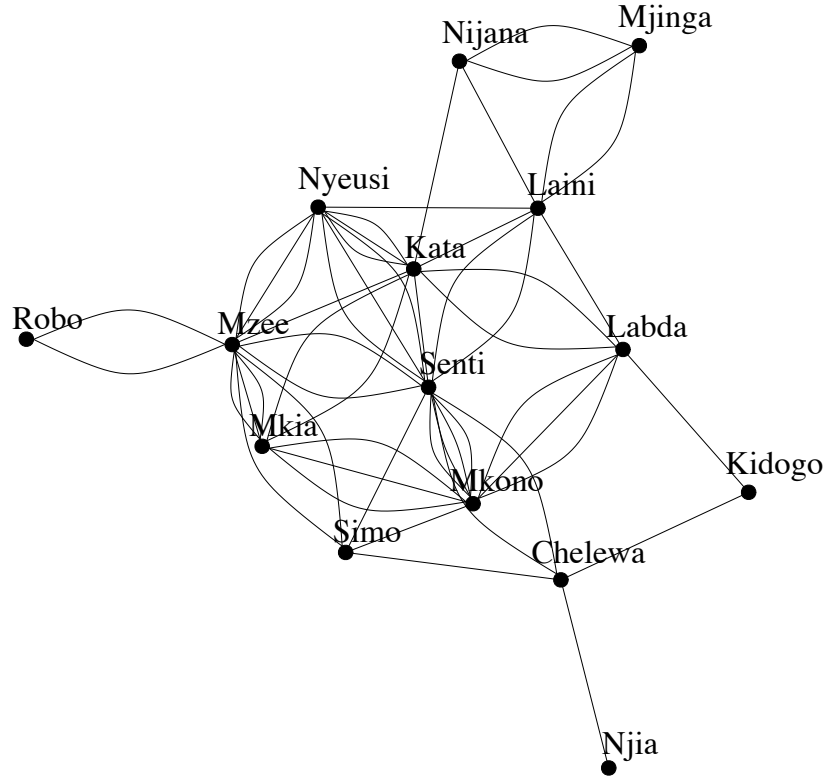 Mjinga
Nijana
Nyeusi
Laini
Kata
Robo
Mzee
Labda
Senti
Mkia
Kidogo
Mkono
Simo
Chelewa
Njia